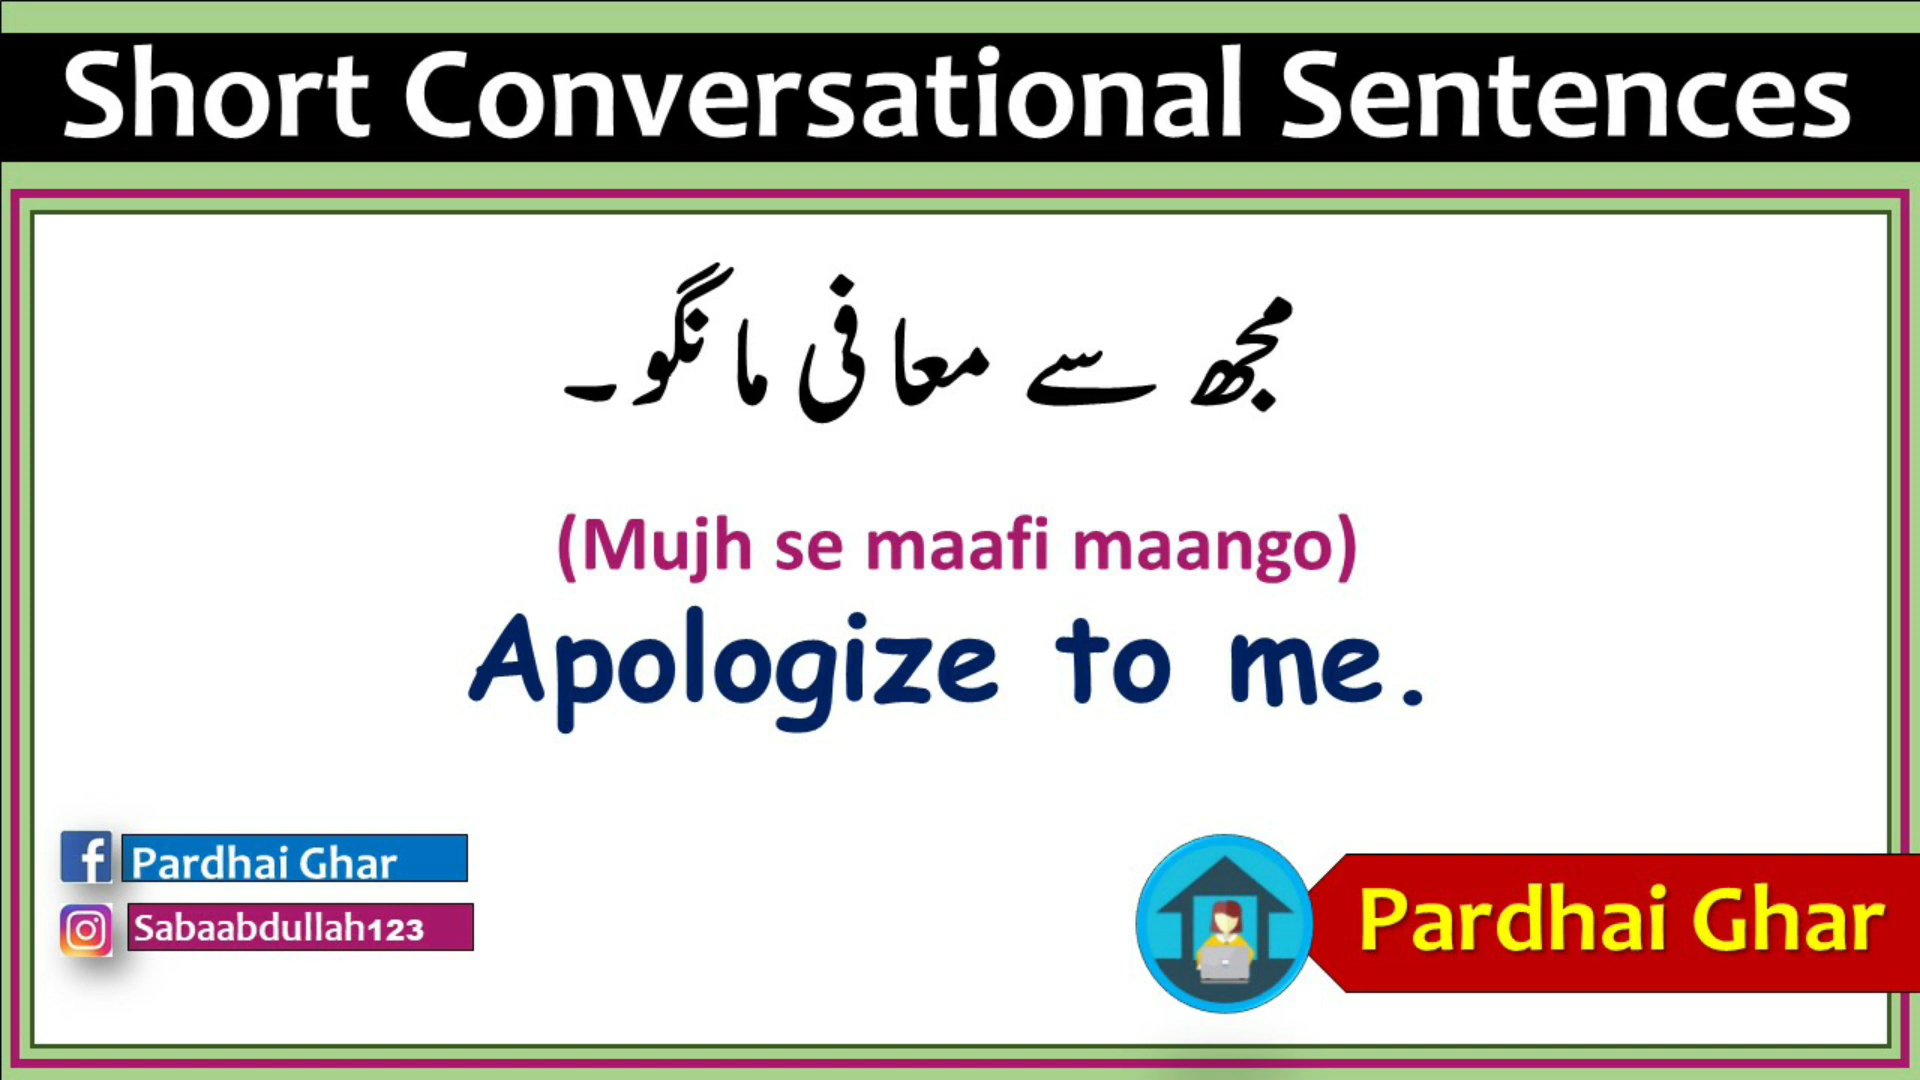 Short Conversational Sentences
مجھ سے معافی مانگو۔
(Mujh se maafi maango)
Apologize to me.
Pardhai Ghar
Sabaabdullah123
Pardhai Ghar